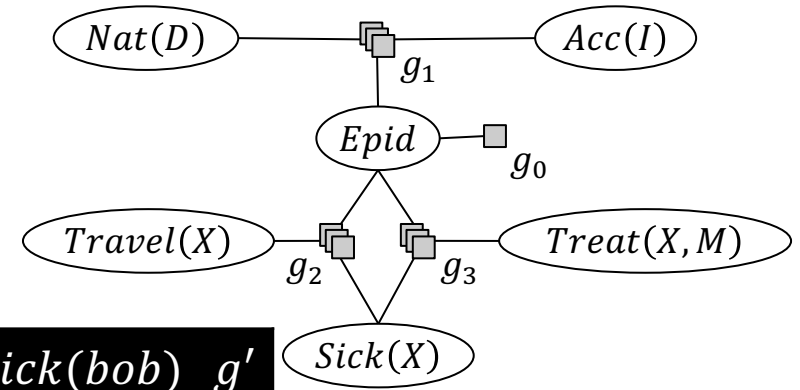 Nat(D)
Acc(I)
g₁
Epid
g₀
Travel(X)
Treat(X, M)
g₂
g₃
ick(bob) g′
Sick(X)